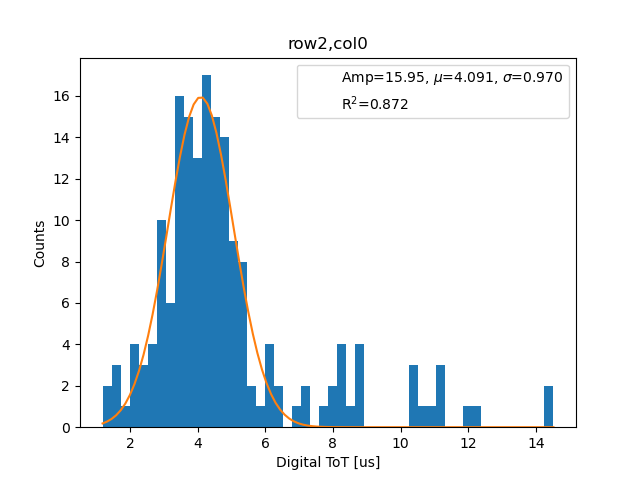 row2,col0
Amp=15.95, μ=4.091, σ=0.970
R²=0.872
Counts
16
14
12
10
8
6
4
2
0
2 4 6 8 10 12 14
Digital ToT [us]